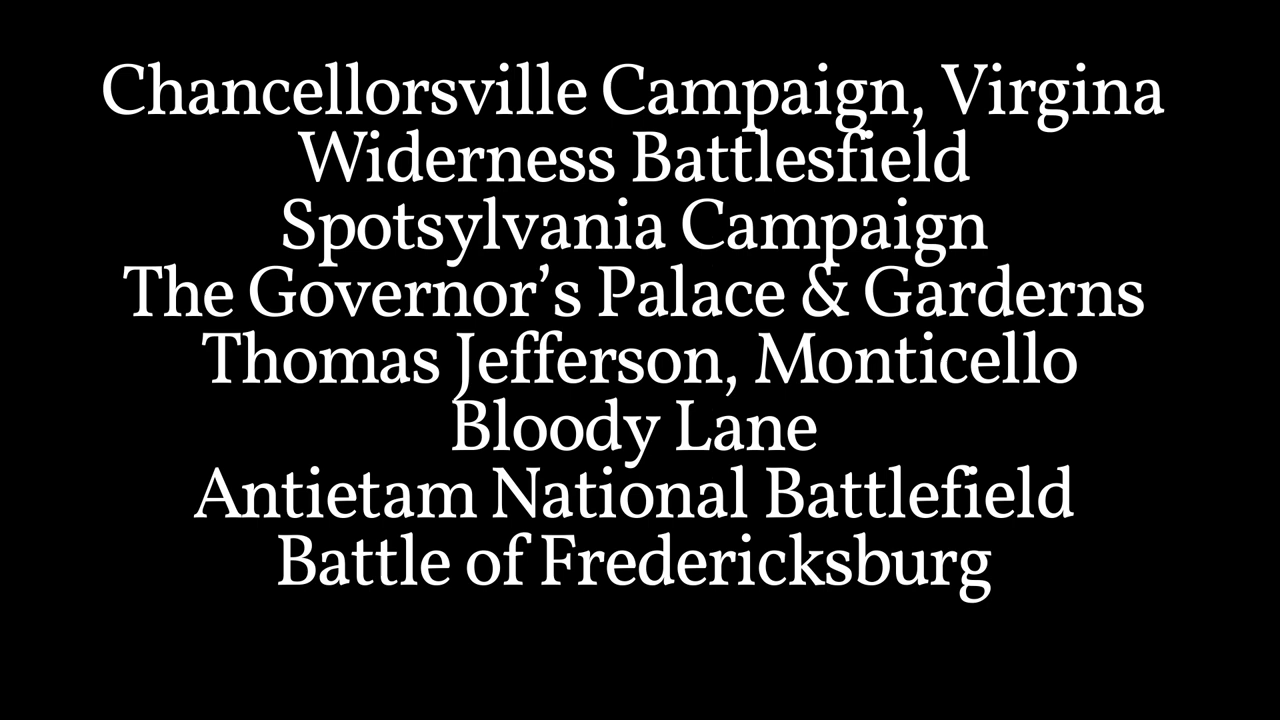 Chancellorsville Campaign, Virgina
Widerness Battlesfield
Spotsylvania Campaign
The Governor’s Palace & Garderns
Thomas Jefferson, Monticello
Bloody Lane
Antietam National Battlefield
Battle of Fredericksburg